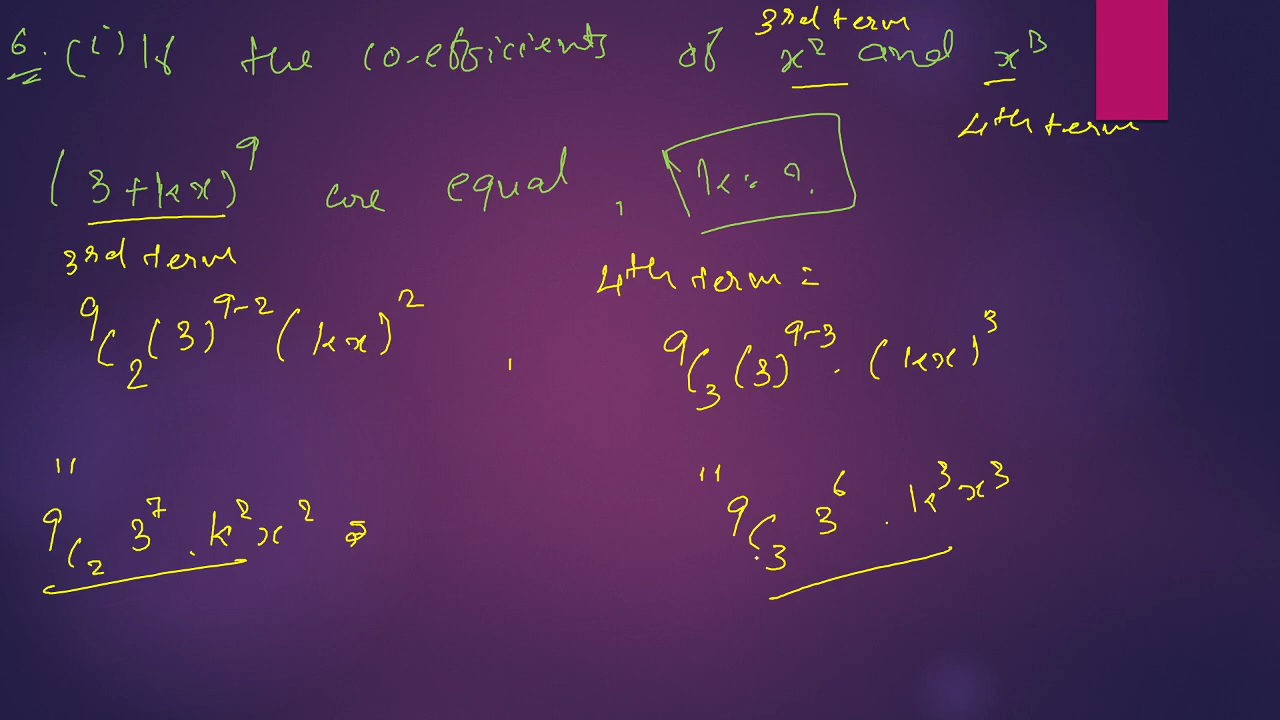 3rd term
6. (i) If the co-efficients of x² and x³
4th term
(3+kx)⁹ are equal, k = ?
3rd term
4th term =
⁹C₂ (3)⁹⁻² (kx)² , ⁹C₃ (3)⁹⁻³ . (kx)³
" "
⁹C₂ 3⁷ . k² x² ⁹C₃ 3⁶ . k³ x³